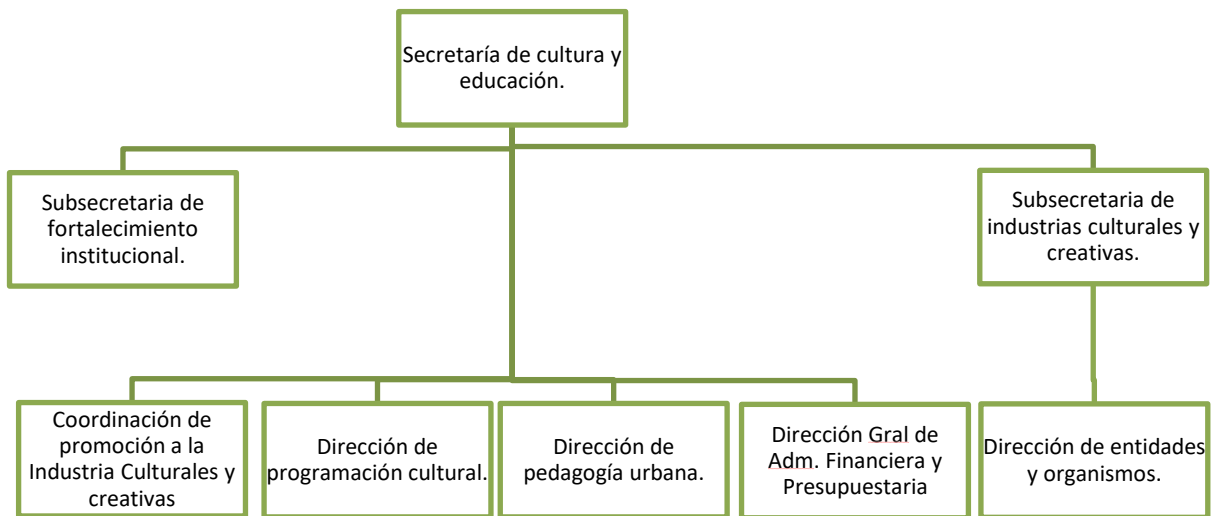 Secretaría de cultura y
educación.
Subsecretaria de
fortalecimiento
institucional.
Subsecretaria de
industrias culturales y
creativas.
Coordinación de
promoción a la
Industria Culturales y
creativas
Dirección de
programación cultural.
Dirección de
pedagogía urbana.
Dirección Gral de
Adm. Financiera y
Presupuestaria
Dirección de entidades
y organismos.